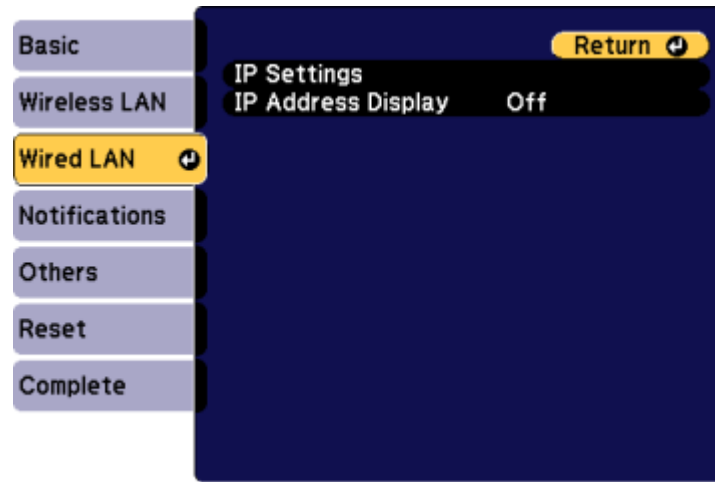 Basic
Wireless LAN
Wired LAN
Notifications
Others
Reset
Complete
Return
IP Settings
IP Address Display Off